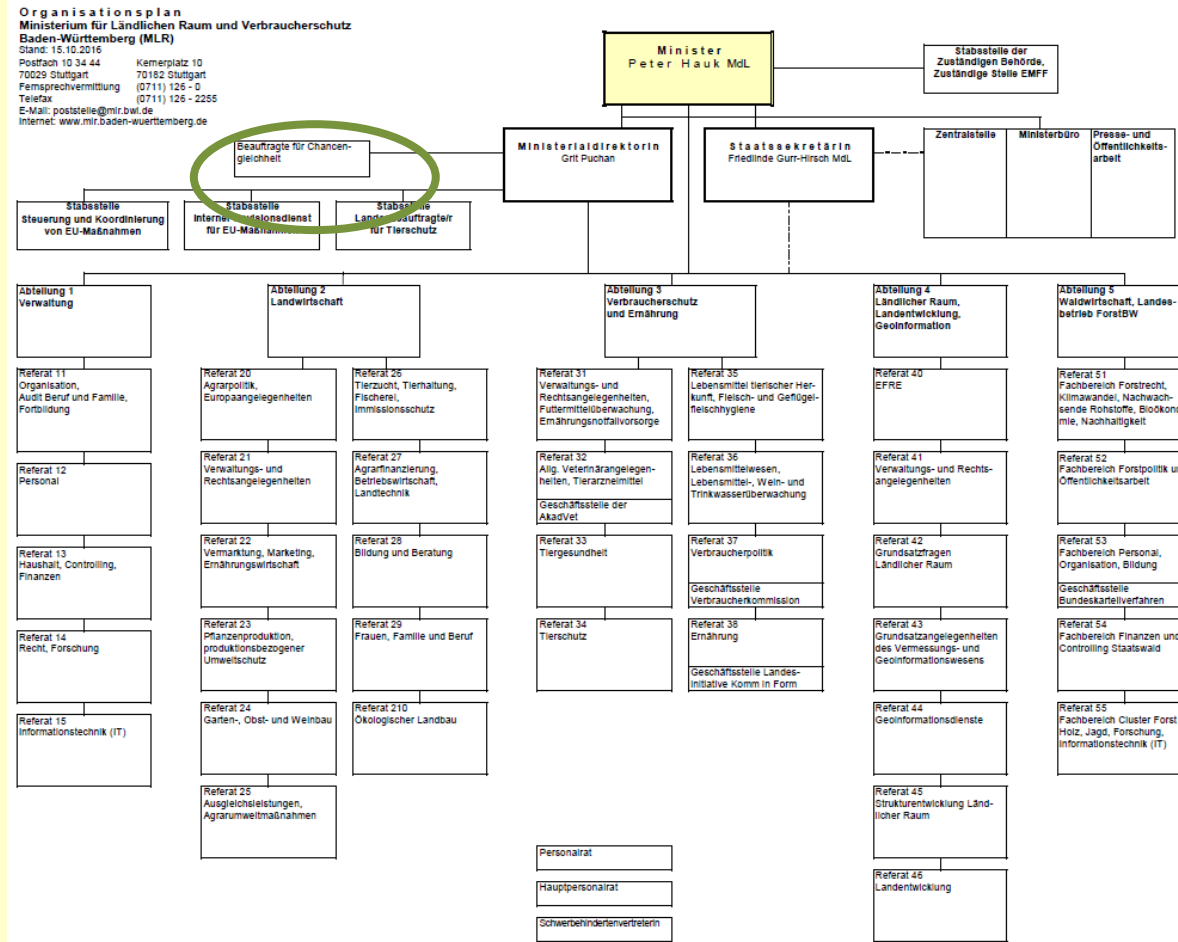 Organisationsplan
Ministerium für Ländlichen Raum und Verbraucherschutz
Baden-Württemberg (MLR)
Stand: 15.10.2016
Postfach 10 34 44 Kernerplatz 10
70029 Stuttgart 70182 Stuttgart
Fernsprechvermittlung (0711) 126 - 0
Telefax (0711) 126 - 2255
E-Mail: poststelle@mlr.bwl.de
Internet: www.mlr.baden-wuerttemberg.de
Minister
Peter Hauk MdL
Stabsstelle der
Zuständigen Behörde,
Zuständige Stelle EMFF
Beauftragte für Chancen-
gleichheit
Ministerialdirektorin
Grit Puchan
Staatssekretärin
Friedlinde Gurr-Hirsch MdL
Zentralstelle
Ministerbüro
Presse- und
Öffentlichkeits-
arbeit
Stabsstelle
Steuerung und Koordinierung
von EU-Maßnahmen
Stabsstelle
Interner Revisionsdienst
für EU-Maßnahmen
Stabsstelle
Landesbeauftragte/r
für Tierschutz
Abteilung 1
Verwaltung
Abteilung 2
Landwirtschaft
Abteilung 3
Verbraucherschutz
und Ernährung
Abteilung 4
Ländlicher Raum,
Landentwicklung,
Geoinformation
Abteilung 5
Waldwirtschaft, Landes-
betrieb ForstBW
Referat 11
Organisation,
Audit Beruf und Familie,
Fortbildung
Referat 12
Personal
Referat 13
Haushalt, Controlling,
Finanzen
Referat 14
Recht, Forschung
Referat 15
Informationstechnik (IT)
Referat 20
Agrarpolitik,
Europaangelegenheiten
Referat 21
Verwaltungs- und
Rechtsangelegenheiten
Referat 22
Vermarktung, Marketing,
Ernährungswirtschaft
Referat 23
Pflanzenproduktion,
produktionsbezogener
Umweltschutz
Referat 24
Garten-, Obst- und Weinbau
Referat 25
Ausgleichsleistungen,
Agrarumweltmaßnahmen
Referat 26
Tierzucht, Tierhaltung,
Fischerei,
Immissionsschutz
Referat 27
Agrarfinanzierung,
Betriebswirtschaft,
Landtechnik
Referat 28
Bildung und Beratung
Referat 29
Frauen, Familie und Beruf
Referat 210
Ökologischer Landbau
Referat 31
Verwaltungs- und
Rechtsangelegenheiten,
Futtermittelüberwachung,
Ernährungsnotfallvorsorge
Referat 32
Allg. Veterinärangelegen-
heiten, Tierarzneimittel
Geschäftsstelle der
AkadVet
Referat 33
Tiergesundheit
Referat 34
Tierschutz
Referat 35
Lebensmittel tierischer Her-
kunft, Fleisch- und Geflügel-
fleischhygiene
Referat 36
Lebensmittelwesen,
Lebensmittel-, Wein- und
Trinkwasserüberwachung
Referat 37
Verbraucherpolitik
Geschäftsstelle
Verbraucherkommission
Referat 38
Ernährung
Geschäftsstelle Landes-
initiative Komm in Form
Referat 40
EFRE
Referat 41
Verwaltungs- und Rechts-
angelegenheiten
Referat 42
Grundsatzfragen
Ländlicher Raum
Referat 43
Grundsatzangelegenheiten
des Vermessungs- und
Geoinformationswesens
Referat 44
Geoinformationsdienste
Referat 45
Strukturentwicklung Länd-
licher Raum
Referat 46
Landentwicklung
Referat 51
Fachbereich Forstrecht,
Klimawandel, Nachwach-
sende Rohstoffe, Bioökono
mie, Nachhaltigkeit
Referat 52
Fachbereich Forstpolitik u
Öffentlichkeitsarbeit
Referat 53
Fachbereich Personal,
Organisation, Bildung
Geschäftsstelle
Bundeskartellverfahren
Referat 54
Fachbereich Finanzen und
Controlling Staatswald
Referat 55
Fachbereich Cluster Forst
Holz, Jagd, Forschung,
Informationstechnik (IT)
Personalrat
Hauptpersonalrat
Schwerbehindertenvertreterin